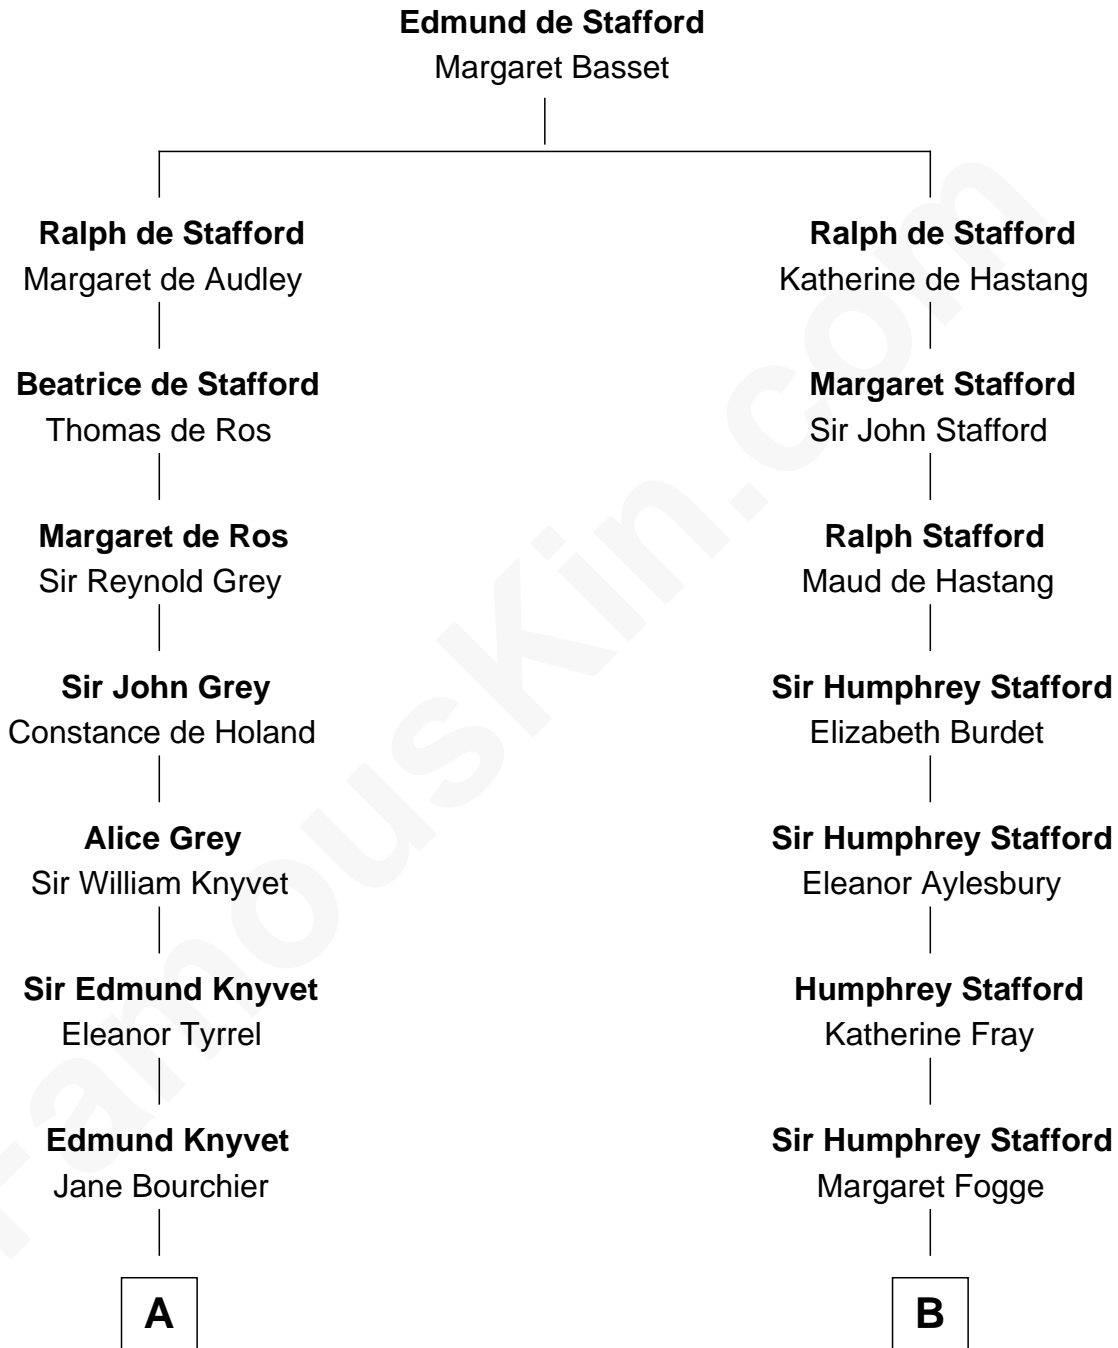 Edmund de Stafford
Margaret Basset
Ralph de Stafford
Margaret de Audley
Beatrice de Stafford
Thomas de Ros
Margaret de Ros
Sir Reynold Grey
Sir John Grey
Constance de Holand
Alice Grey
Sir William Knyvet
Sir Edmund Knyvet
Eleanor Tyrrel
Edmund Knyvet
Jane Bourchier
A
Ralph de Stafford
Katherine de Hastang
Margaret Stafford
Sir John Stafford
Ralph Stafford
Maud de Hastang
Sir Humphrey Stafford
Elizabeth Burdet
Sir Humphrey Stafford
Eleanor Aylesbury
Humphrey Stafford
Katherine Fray
Sir Humphrey Stafford
Margaret Fogge
B
FamousKin.com